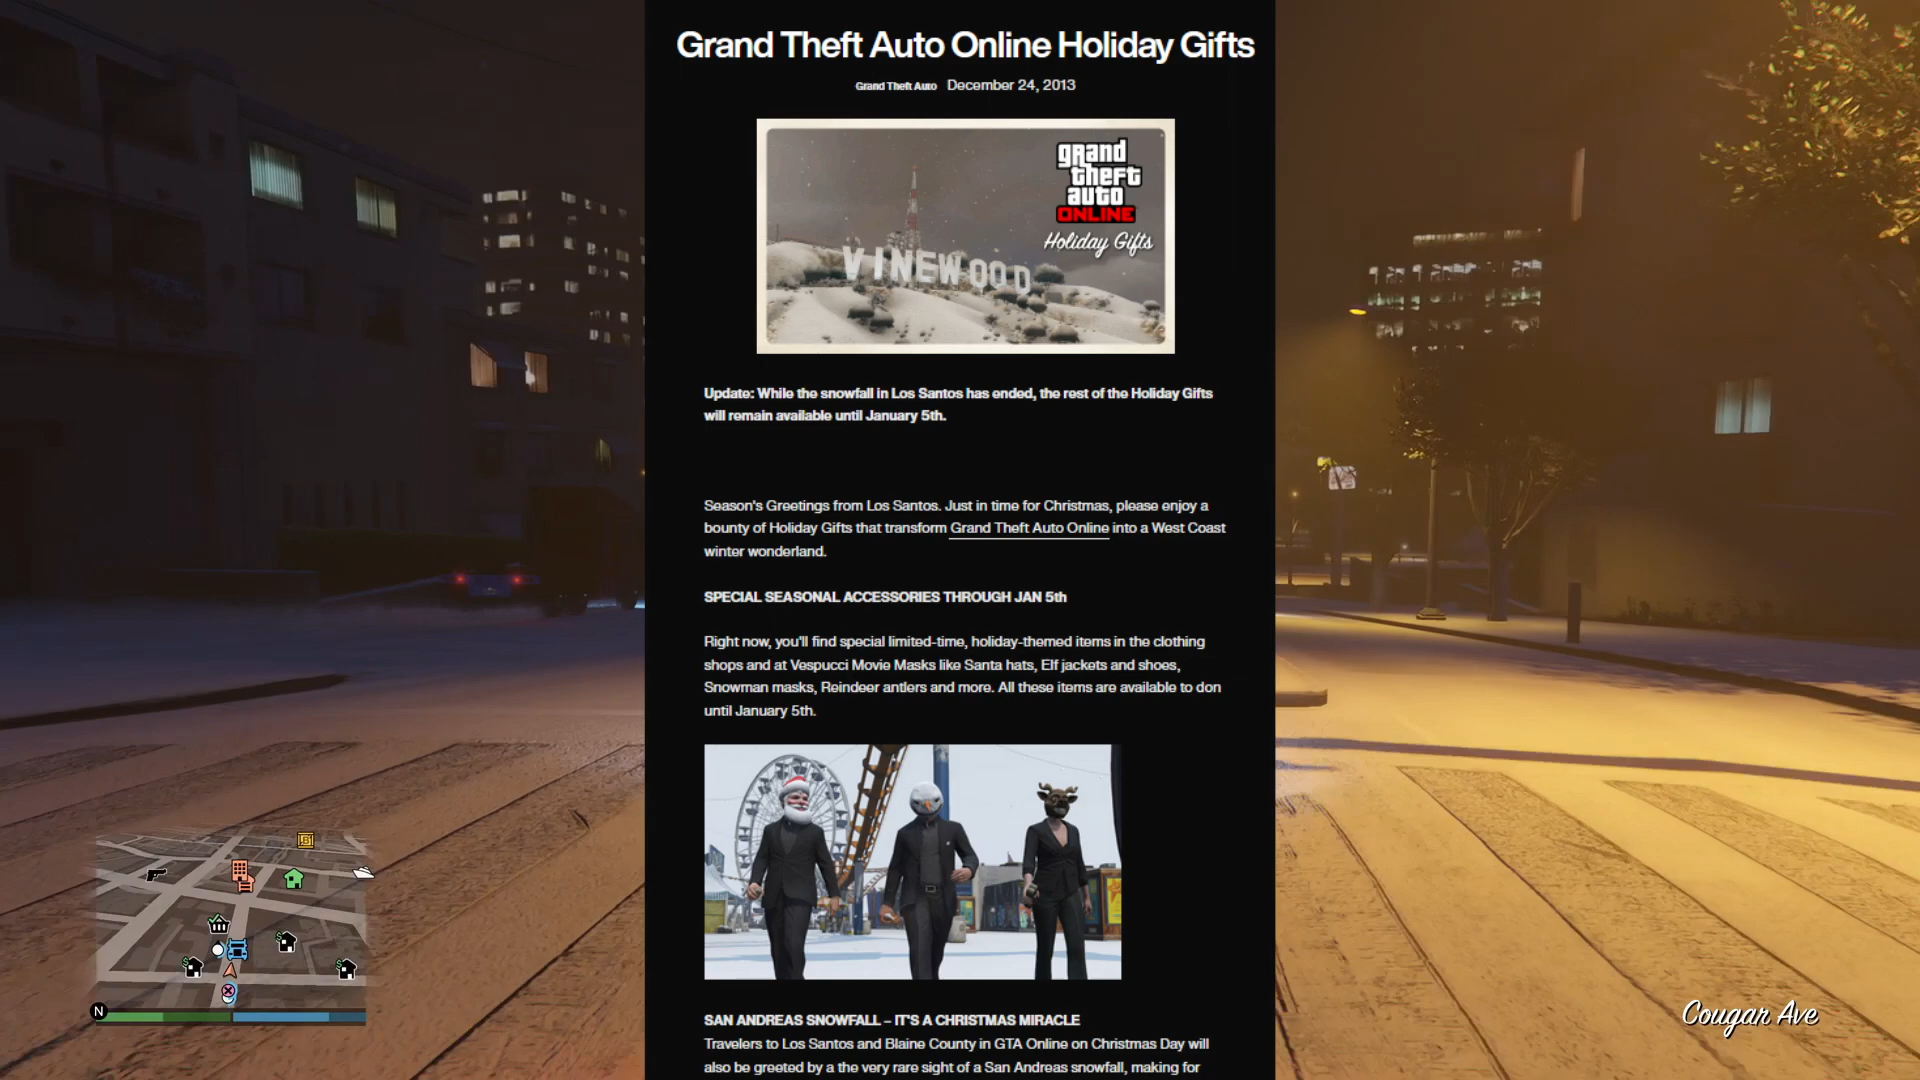 Grand Theft Auto Online Holiday Gifts
Grand Theft Auto December 24, 2013
grand
theft
auto
ONLINE
Holiday Gifts
VINEWOOD
Update: While the snowfall in Los Santos has ended, the rest of the Holiday Gifts
will remain available until January 5th.
Season's Greetings from Los Santos. Just in time for Christmas, please enjoy a
bounty of Holiday Gifts that transform Grand Theft Auto Online into a West Coast
winter wonderland.
SPECIAL SEASONAL ACCESSORIES THROUGH JAN 5th
Right now, you'll find special limited-time, holiday-themed items in the clothing
shops and at Vespucci Movie Masks like Santa hats, Elf jackets and shoes,
Snowman masks, Reindeer antlers and more. All these items are available to don
until January 5th.
SAN ANDREAS SNOWFALL – IT'S A CHRISTMAS MIRACLE
Travelers to Los Santos and Blaine County in GTA Online on Christmas Day will
also be greeted by a the very rare sight of a San Andreas snowfall, making for
N
Cougar Ave